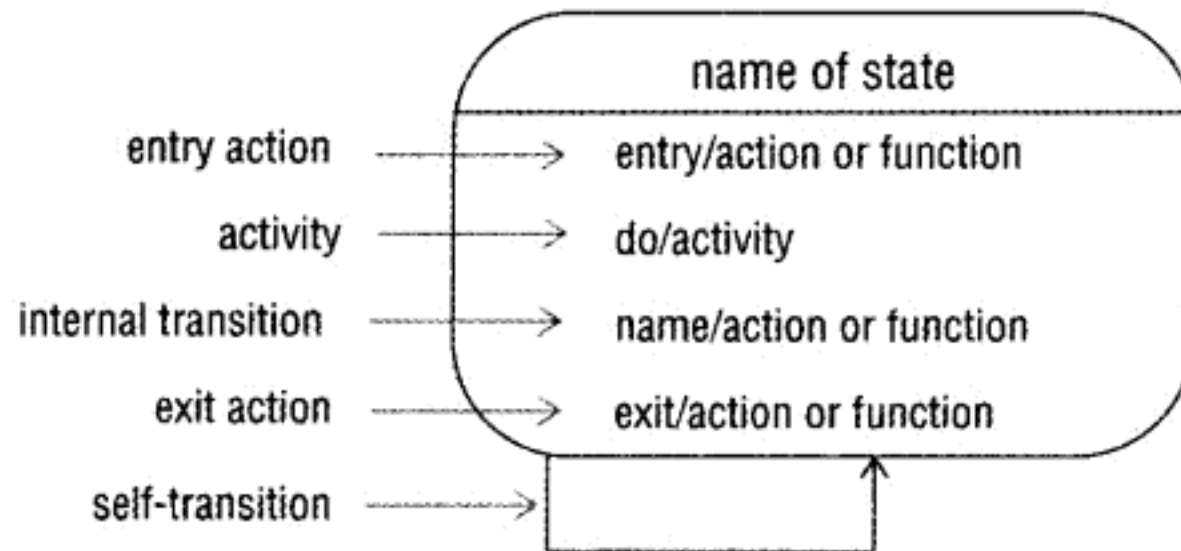 name of state
entry action entry/action or function
activity do/activity
internal transition name/action or function
exit action exit/action or function
self-transition